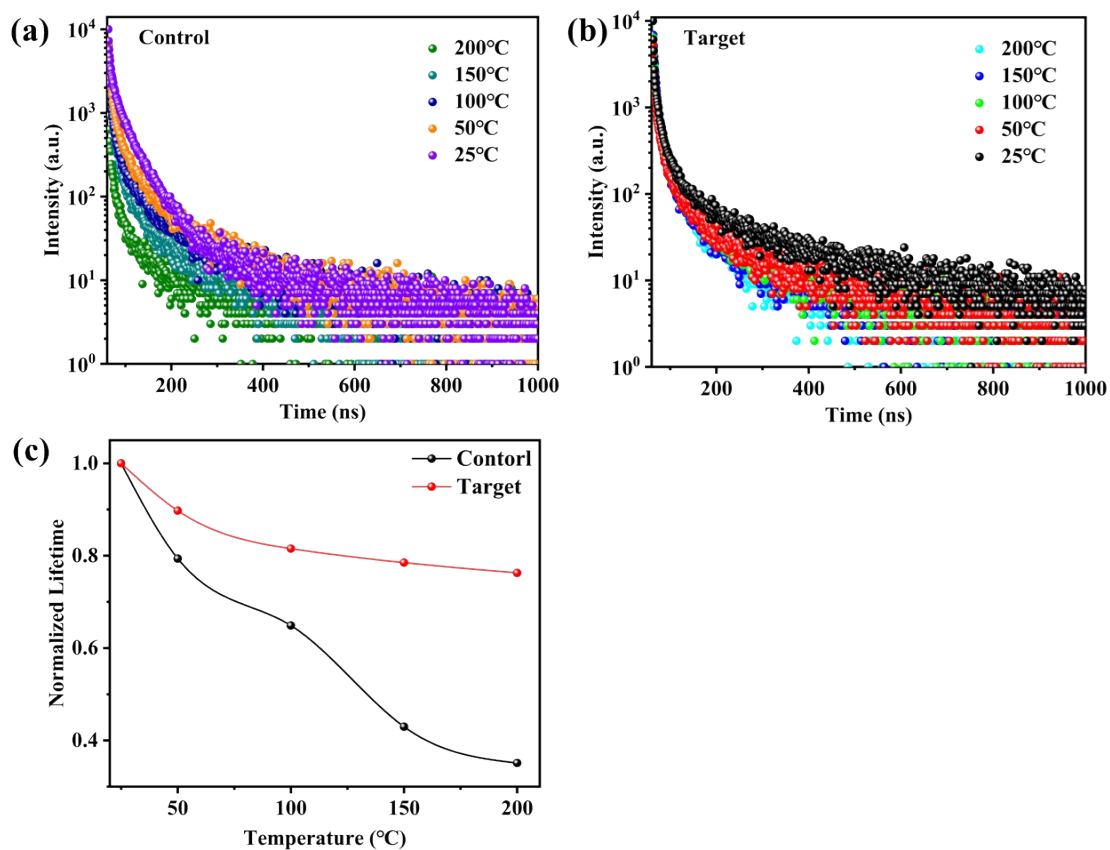 (a)
Control
200℃
150℃
100℃
50℃
25℃
Intensity (a.u.)
10⁴
10³
10²
10¹
10⁰
200 400 600 800 1000
Time (ns)
(b)
Target
200℃
150℃
100℃
50℃
25℃
Intensity (a.u.)
10⁴
10³
10²
10¹
10⁰
200 400 600 800 1000
Time (ns)
(c)
Contorl
Target
Normalized Lifetime
1.0
0.8
0.6
0.4
50 100 150 200
Temperature (℃)